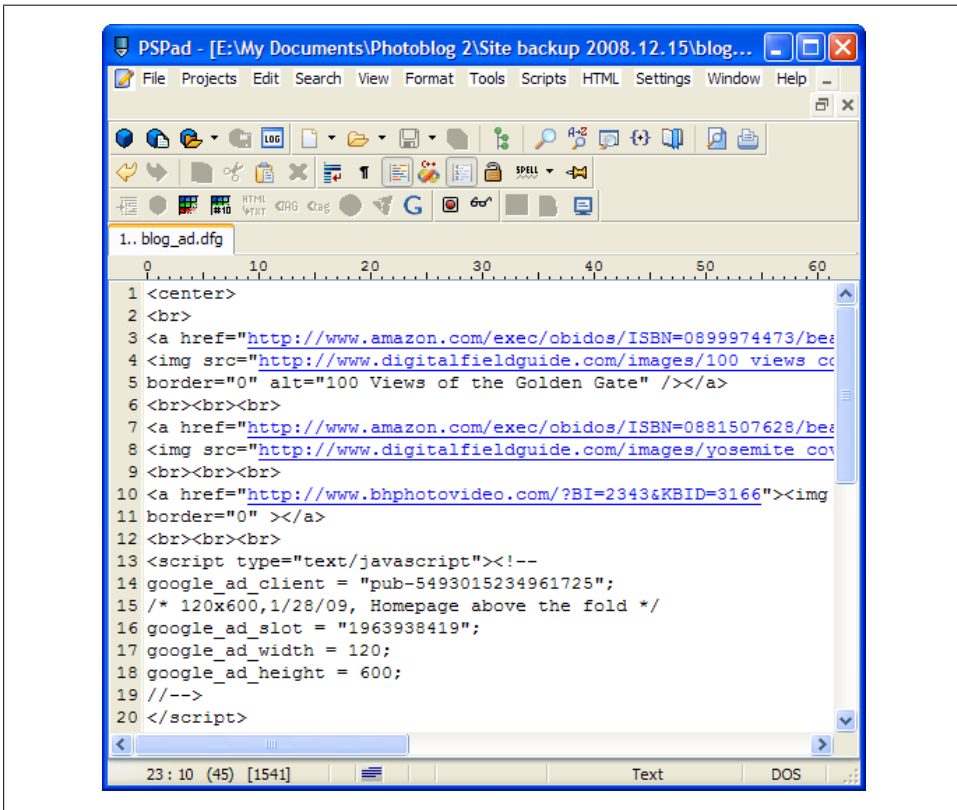 PSPad - [E:\My Documents\Photoblog 2\Site backup 2008.12.15\blog...
File Projects Edit Search View Format Tools Scripts HTML Settings Window Help
LOG A+Z
SPELL
#10 HTML TXT TAG Ctag G
1.. blog_ad.dfg
0 10 20 30 40 50 60
1 <center>
2 <br>
3 <a href="http://www.amazon.com/exec/obidos/ISBN=0899974473/bea
4 <img src="http://www.digitalfieldguide.com/images/100 views co
5 border="0" alt="100 Views of the Golden Gate" /></a>
6 <br><br><br>
7 <a href="http://www.amazon.com/exec/obidos/ISBN=0881507628/bea
8 <img src="http://www.digitalfieldguide.com/images/yosemite cov
9 <br><br><br>
10 <a href="http://www.bhphotovideo.com/?BI=2343&KBID=3166"><img
11 border="0" ></a>
12 <br><br><br>
13 <script type="text/javascript"><!--
14 google_ad_client = "pub-5493015234961725";
15 /* 120x600,1/28/09, Homepage above the fold */
16 google_ad_slot = "1963938419";
17 google_ad_width = 120;
18 google_ad_height = 600;
19 //-->
20 </script>
23 : 10 (45) [1541] Text DOS